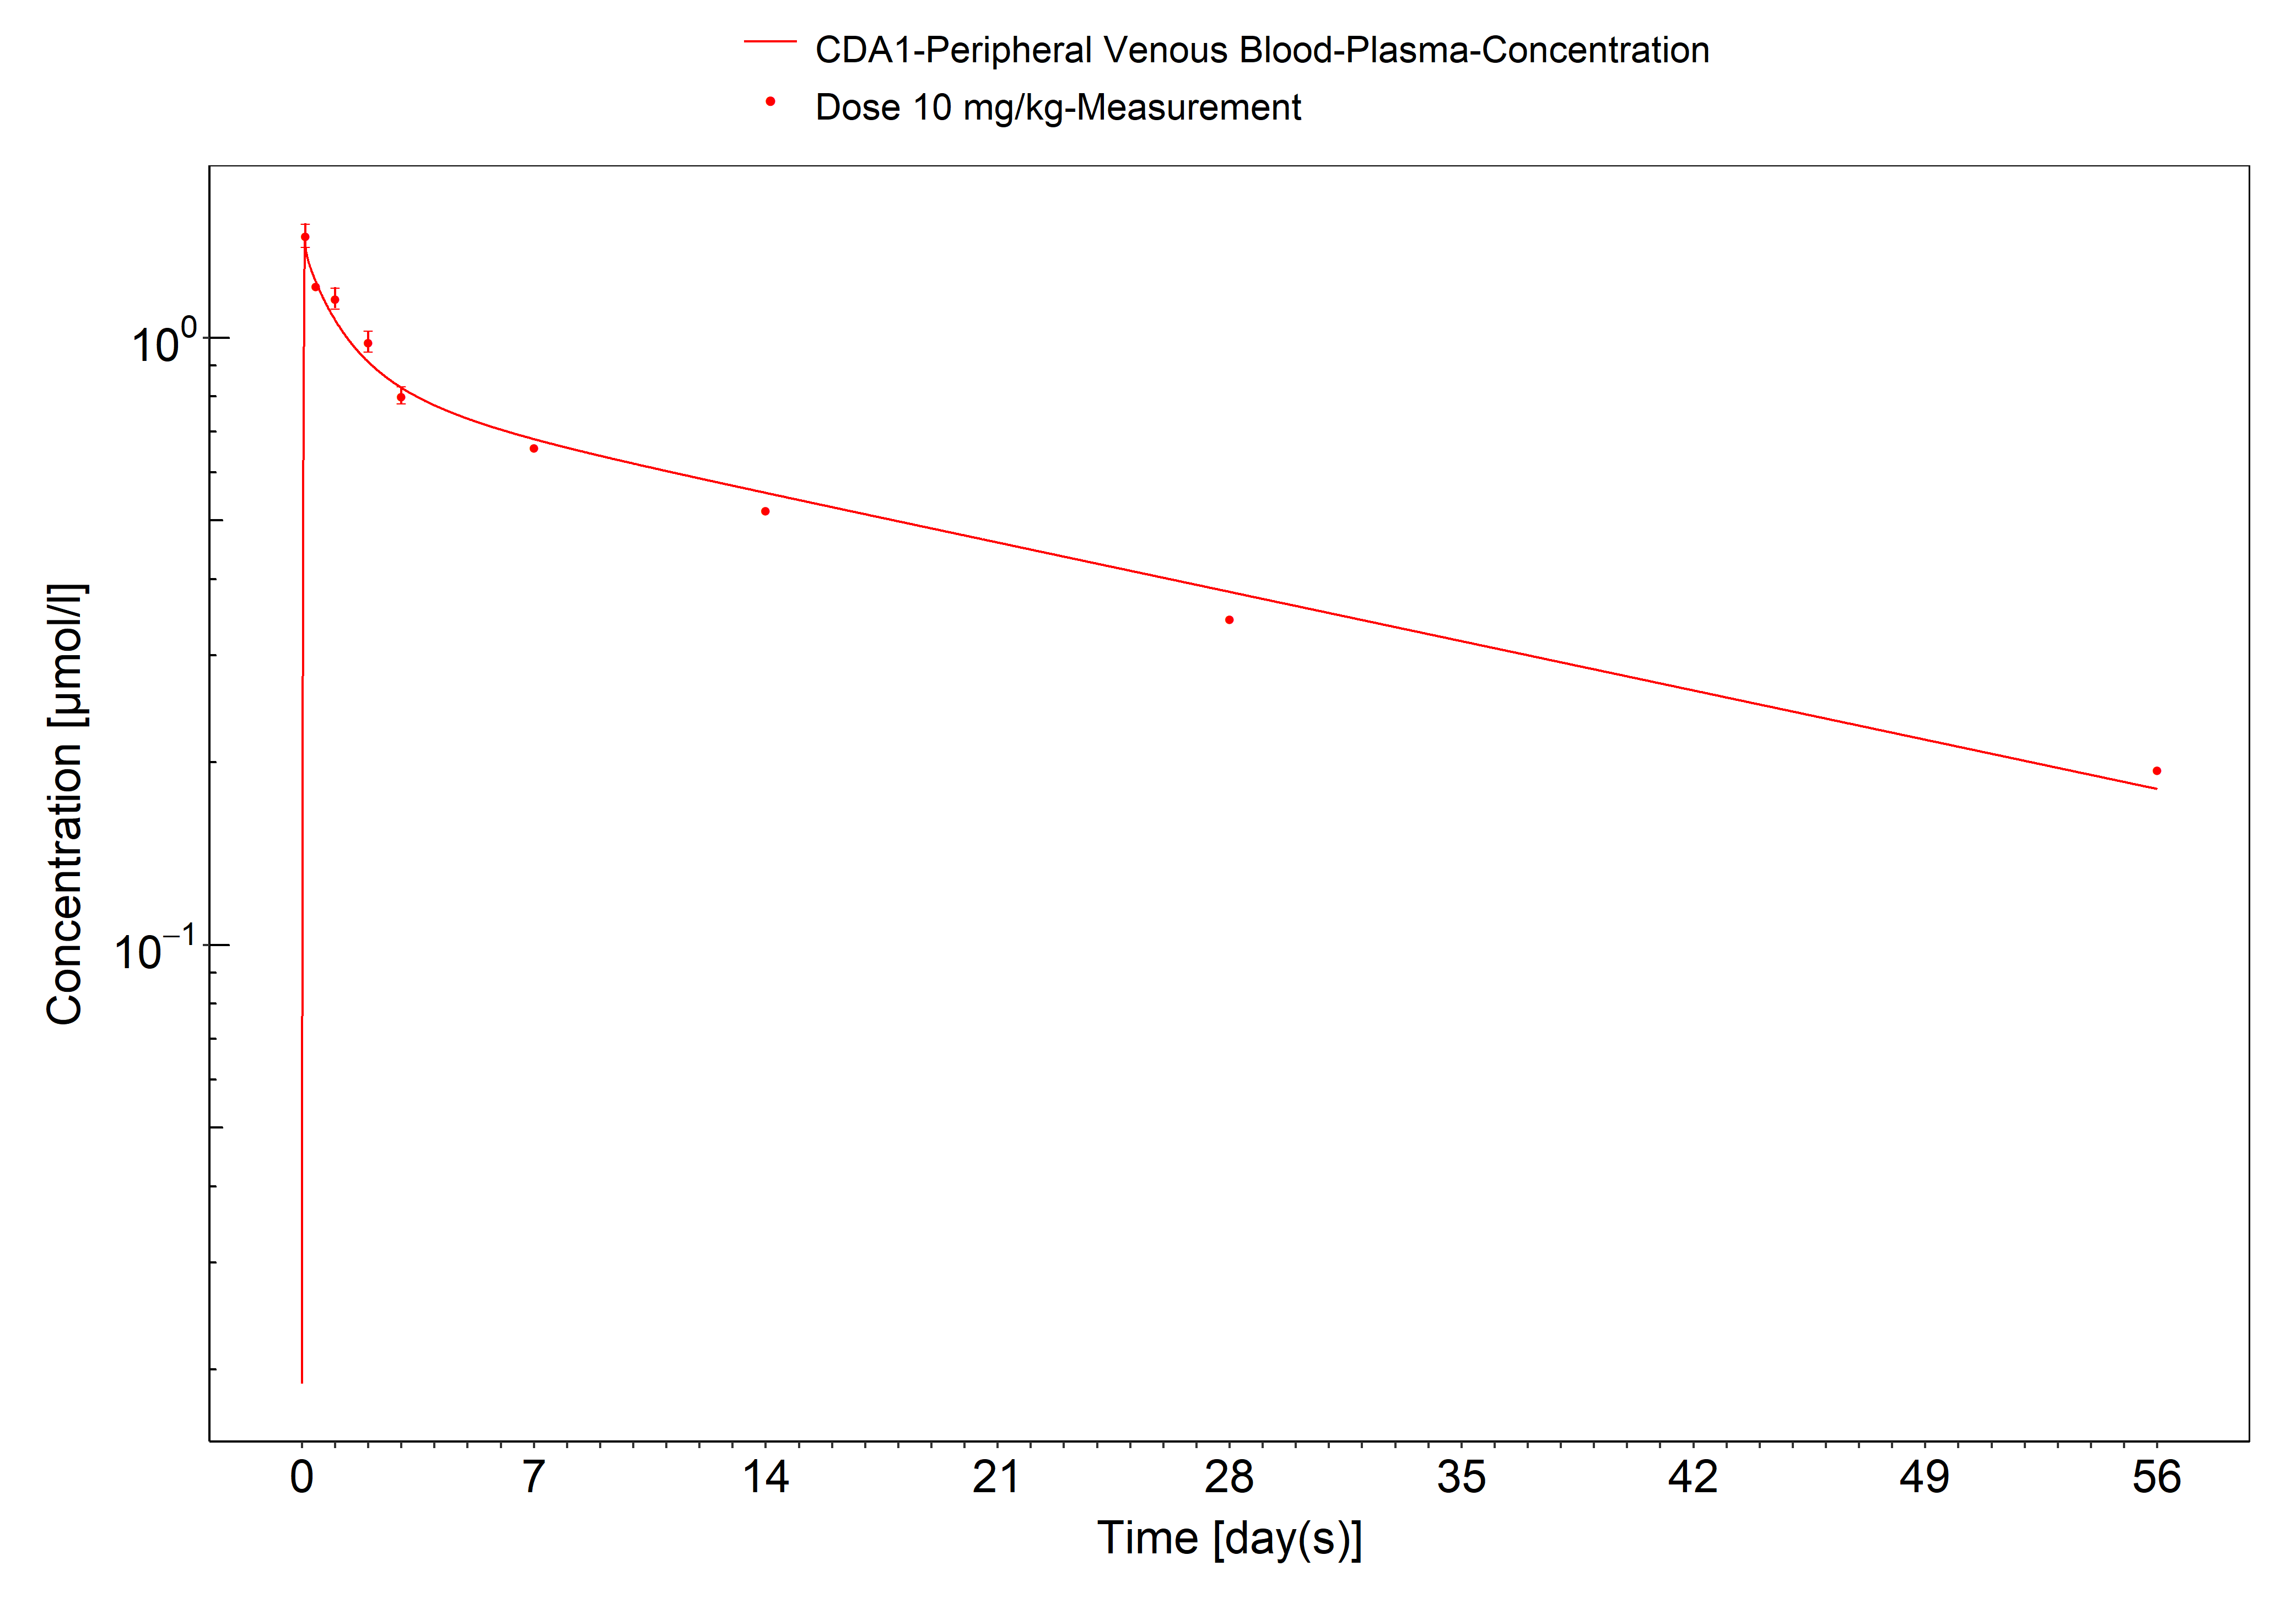 CDA1-Peripheral Venous Blood-Plasma-Concentration
Dose 10 mg/kg-Measurement
10⁰
10⁻¹
Concentration [µmol/l]
0 7 14 21 28 35 42 49 56
Time [day(s)]